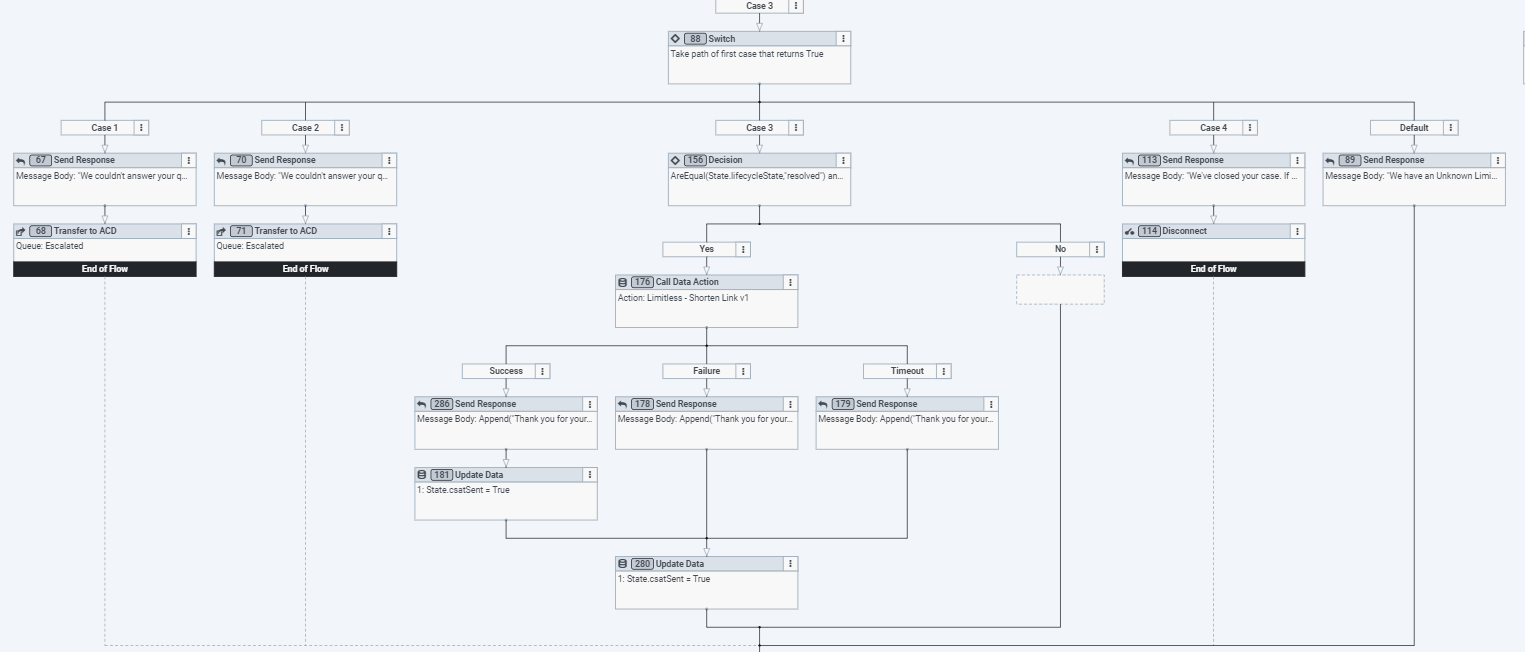 Case 3
88 Switch
Take path of first case that returns True
Case 1
Case 2
Case 3
Case 4
Default
67 Send Response
Message Body: "We couldn't answer your q...
70 Send Response
Message Body: "We couldn't answer your q...
156 Decision
AreEqual(State.lifecycleState,"resolved") an...
113 Send Response
Message Body: "We've closed your case. If ...
89 Send Response
Message Body: "We have an Unknown Limi...
68 Transfer to ACD
Queue: Escalated
End of Flow
71 Transfer to ACD
Queue: Escalated
End of Flow
114 Disconnect
End of Flow
Yes
No
176 Call Data Action
Action: Limitless - Shorten Link v1
Success
Failure
Timeout
286 Send Response
Message Body: Append("Thank you for your...
178 Send Response
Message Body: Append("Thank you for your...
179 Send Response
Message Body: Append("Thank you for your...
181 Update Data
1: State.csatSent = True
280 Update Data
1: State.csatSent = True